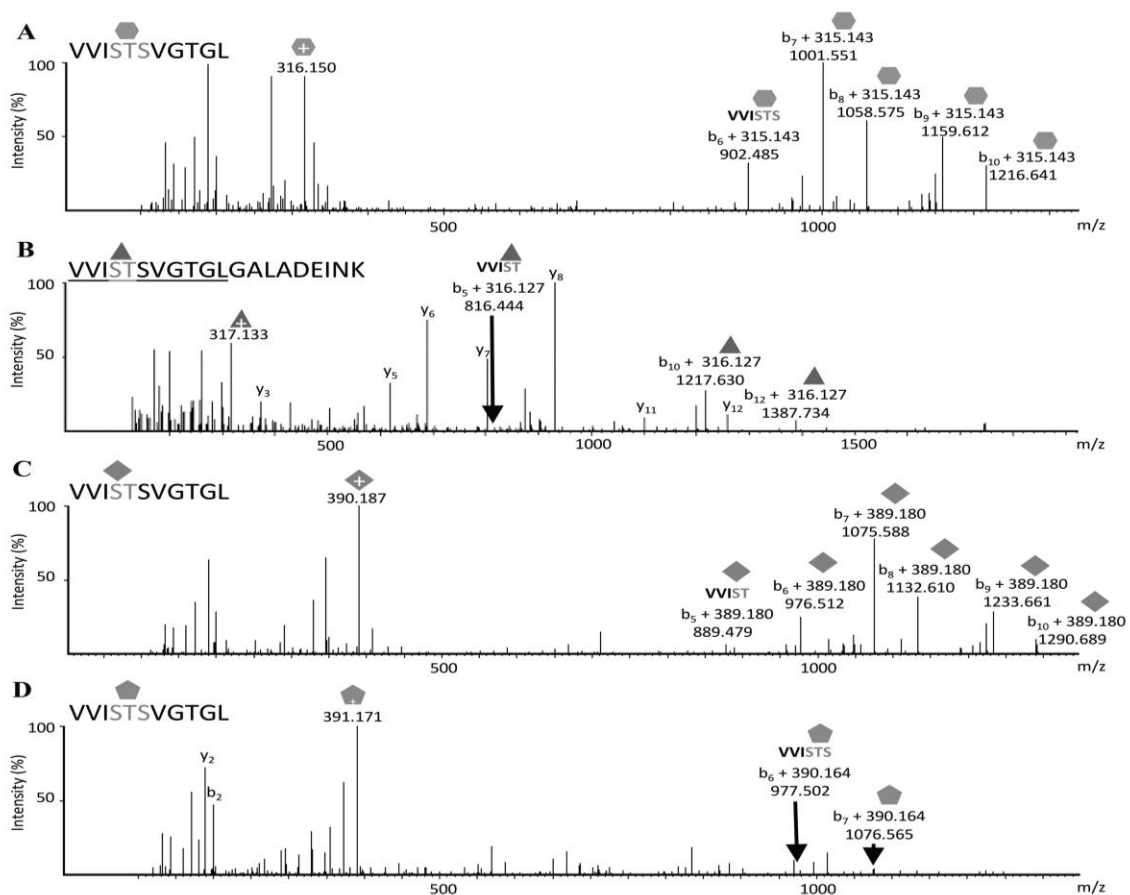 A
VVISTSVGTGL
Intensity (%)
100
50
+
316.150
VVISTS
b6 + 315.143
902.485
b7 + 315.143
1001.551
b8 + 315.143
1058.575
b9 + 315.143
1159.612
b10 + 315.143
1216.641
500
1000
m/z
B
VVISTSVGTGLGALADEINK
Intensity (%)
100
50
+
317.133
y3
y5
y6
y7
VVIST
b5 + 316.127
816.444
y8
b10 + 316.127
1217.630
b12 + 316.127
1387.734
y11
y12
500
1000
1500
m/z
C
VVISTSVGTGL
Intensity (%)
100
50
+
390.187
VVIST
b5 + 389.180
889.479
b6 + 389.180
976.512
b7 + 389.180
1075.588
b8 + 389.180
1132.610
b9 + 389.180
1233.661
b10 + 389.180
1290.689
500
1000
m/z
D
VVISTSVGTGL
Intensity (%)
100
50
y2
b2
+
391.171
VVISTS
b6 + 390.164
977.502
b7 + 390.164
1076.565
500
1000
m/z